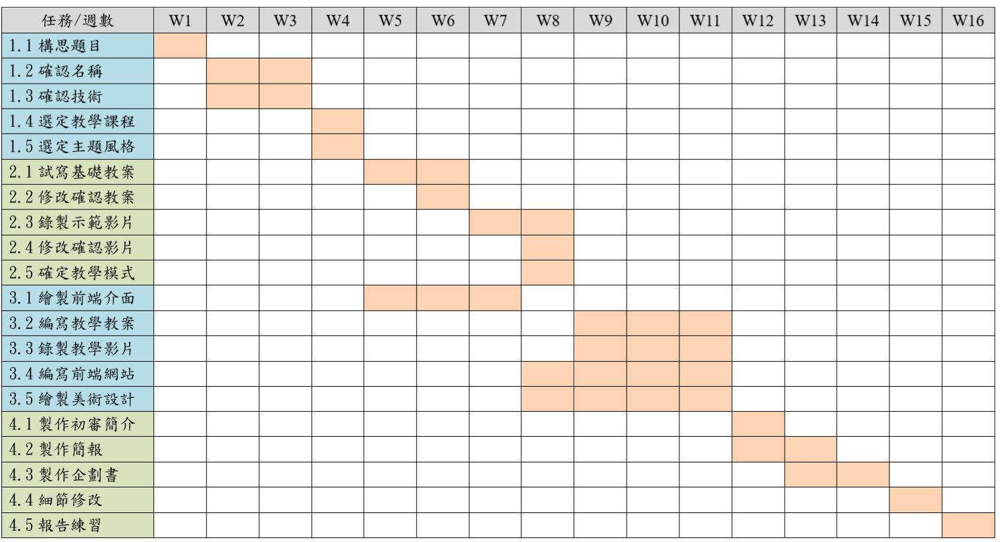 任務/週數 W1 W2 W3 W4 W5 W6 W7 W8 W9 W10 W11 W12 W13 W14 W15 W16
1.1 構思題目
1.2 確認名稱
1.3 確認技術
1.4 選定教學課程
1.5 選定主題風格
2.1 試寫基礎教案
2.2 修改確認教案
2.3 錄製示範影片
2.4 修改確認影片
2.5 確定教學模式
3.1 繪製前端介面
3.2 編寫教學教案
3.3 錄製教學影片
3.4 編寫前端網站
3.5 繪製美術設計
4.1 製作初審簡介
4.2 製作簡報
4.3 製作企劃書
4.4 細節修改
4.5 報告練習